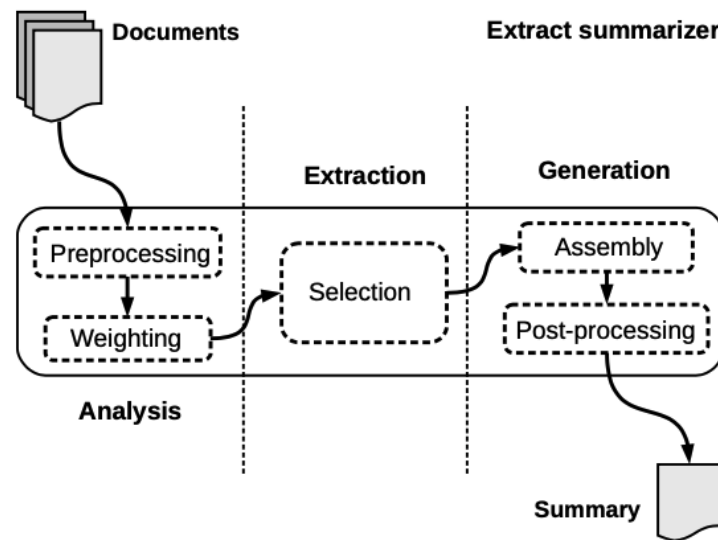 Documents
Extract summarizer
Extraction
Generation
Preprocessing
Weighting
Selection
Assembly
Post-processing
Analysis
Summary